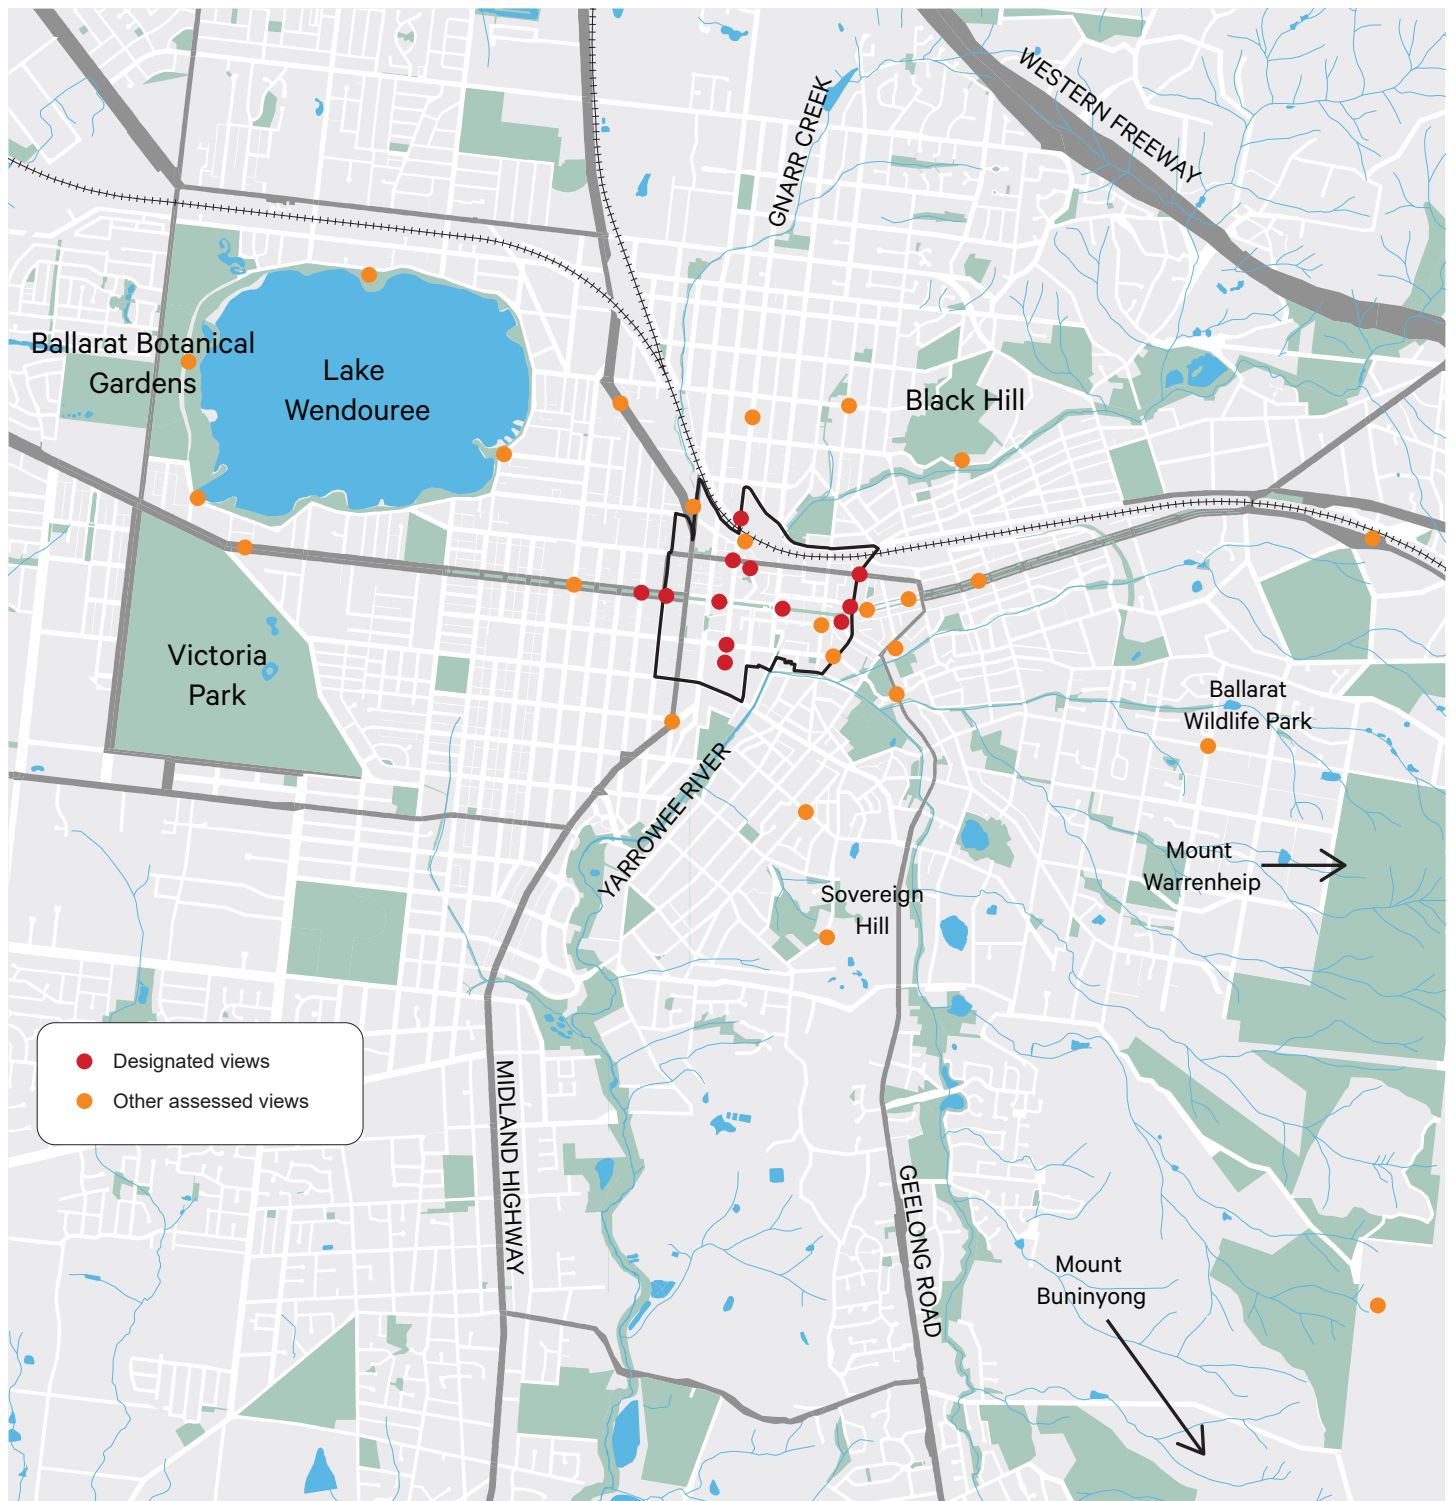 WESTERN FREEWAY
GNARR CREEK
Ballarat Botanical
Gardens
Lake
Wendouree
Black Hill
Victoria
Park
Ballarat
Wildlife Park
YARROWEE RIVER
Mount
Warrenheip
Sovereign
Hill
Designated views
Other assessed views
MIDLAND HIGHWAY
GEELONG ROAD
Mount
Buninyong